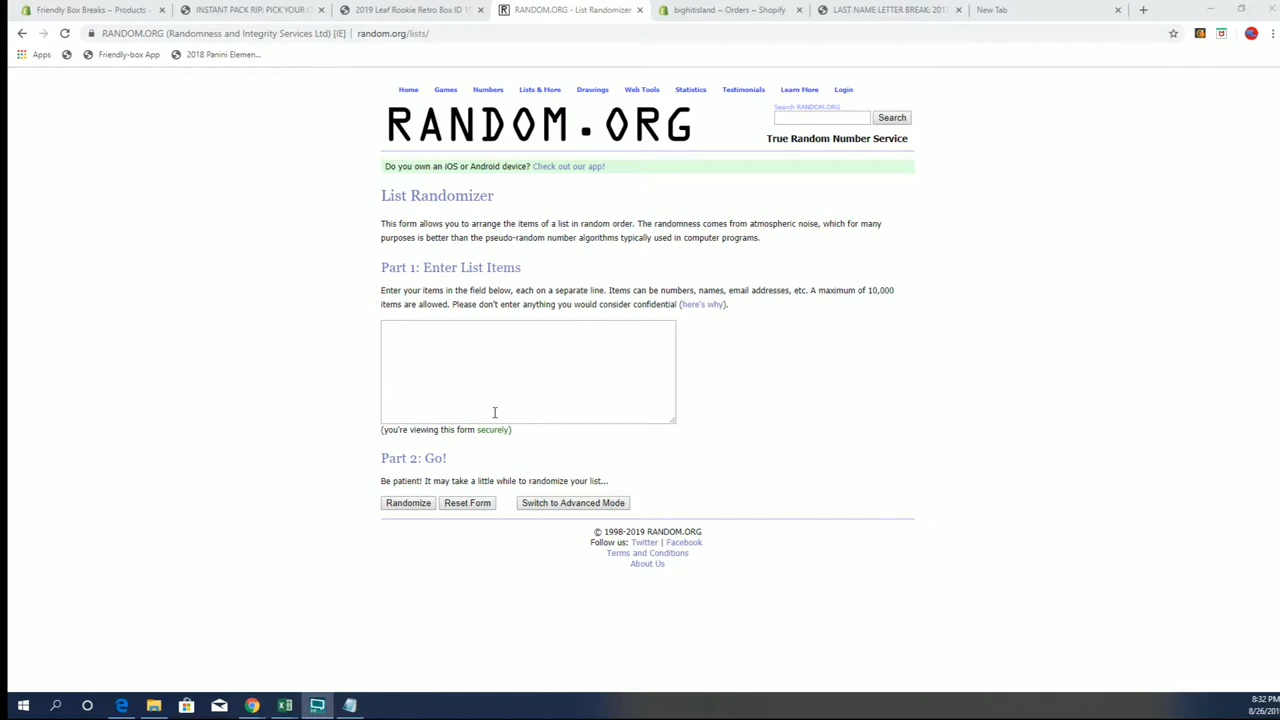 Friendly Box Breaks ~ Products ~
INSTANT PACK RIP: PICK YOUR
2019 Leaf Rookie Retro Box ID
RANDOM.ORG - List Randomizer
bightitisland ~ Orders ~ Shopify
LAST NAME LETTER BREAK: 201
New Tab
RANDOM.ORG (Randomness and Integrity Services Ltd) [IE] | random.org/lists/
Apps Friendly-box App 2018 Panini Elemen...
Home Games Numbers Lists & More Drawings Web Tools Statistics Testimonials Learn More Login
RANDOM.ORG
Search RANDOM.ORG
Search
True Random Number Service
Do you own an iOS or Android device? Check out our app!
List Randomizer
This form allows you to arrange the items of a list in random order. The randomness comes from atmospheric noise, which for many
purposes is better than the pseudo-random number algorithms typically used in computer programs.
Part 1: Enter List Items
Enter your items in the field below, each on a separate line. Items can be numbers, names, email addresses, etc. A maximum of 10,000
items are allowed. Please don't enter anything you would consider confidential (here's why).
(you're viewing this form securely)
Part 2: Go!
Be patient! It may take a little while to randomize your list...
Randomize Reset Form Switch to Advanced Mode
© 1998-2019 RANDOM.ORG
Follow us: Twitter | Facebook
Terms and Conditions
About Us
8:32 PM
8/26/201